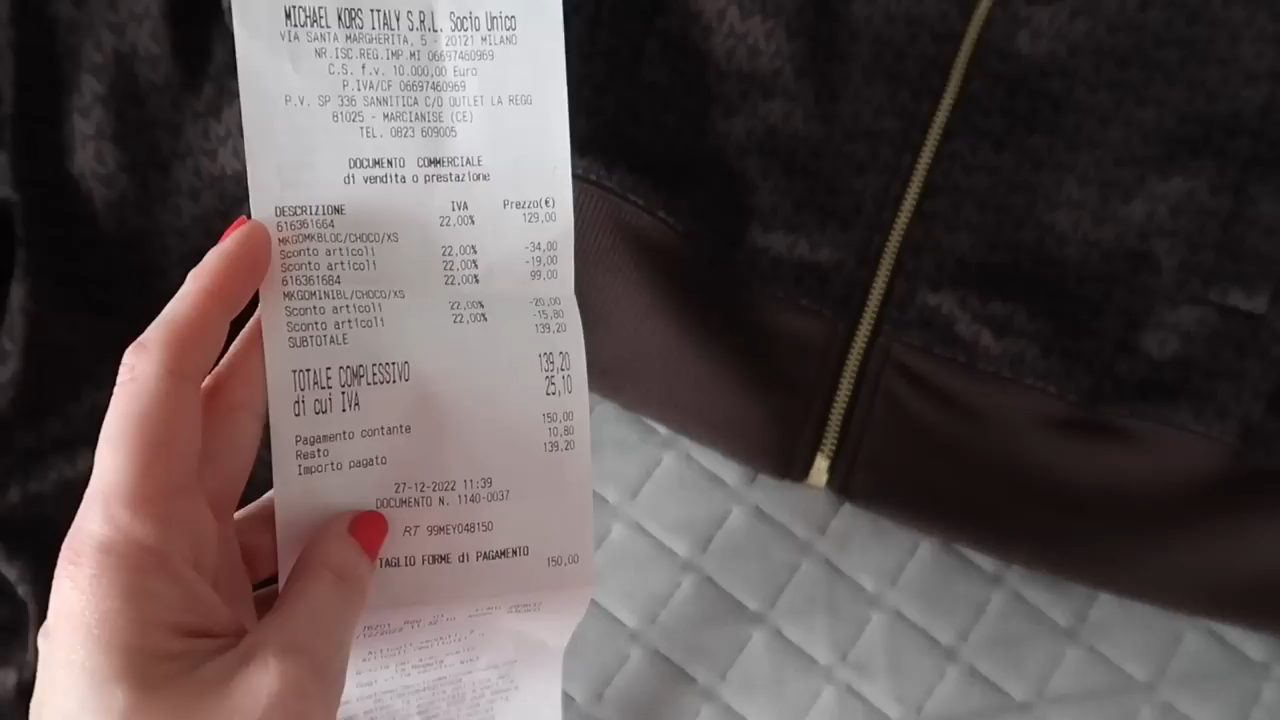 MICHAEL KORS ITALY S.R.L. Socio Unico
VIA SANTA MARGHERITA, 5 - 20121 MILANO
NR.ISC.REG.IMP.MI 06697460969
C.S. f.v. 10.000,00 Euro
P.IVA/CF 06697460969
P.V. SP 336 SANNITICA C/O OUTLET LA REGG
81025 - MARCIANISE (CE)
TEL. 0823 609005
DOCUMENTO COMMERCIALE
di vendita o prestazione
DESCRIZIONE IVA Prezzo(€)
616361664 22,00% 129,00
MKGOMKBLOC/CHOCO/XS
Sconto articoli 22,00% -34,00
Sconto articoli 22,00% -19,00
616361684 22,00% 99,00
MKGOMINIBL/CHOCO/XS
Sconto articoli 22,00% -20,00
Sconto articoli 22,00% -15,80
SUBTOTALE 139,20
TOTALE COMPLESSIVO 139,20
di cui IVA 25,10
Pagamento contante 150,00
Resto 10,80
Importo pagato 139,20
27-12-2022 11:39
DOCUMENTO N. 1140-0037
RT 99MEY048150
TAGLIO FORME di PAGAMENTO
150,00